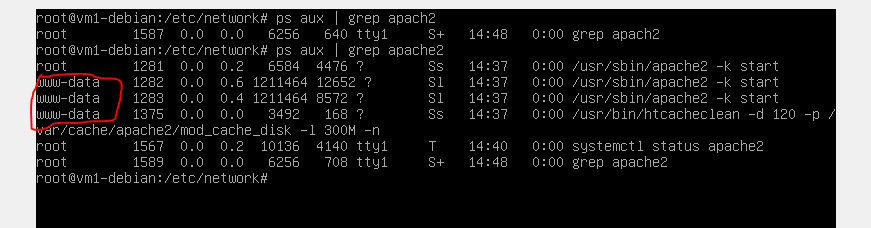 root@vm1-debian:/etc/network# ps aux | grep apach2
root 1587 0.0 0.0 6256 640 tty1 S+ 14:48 0:00 grep apach2
root@vm1-debian:/etc/network# ps aux | grep apache2
root 1281 0.0 0.2 6584 4476 ? Ss 14:37 0:00 /usr/sbin/apache2 -k start
www-data 1282 0.0 0.6 1211464 12652 ? Sl 14:37 0:00 /usr/sbin/apache2 -k start
www-data 1283 0.0 0.4 1211464 8572 ? Sl 14:37 0:00 /usr/sbin/apache2 -k start
www-data 1375 0.0 0.0 3492 168 ? Ss 14:37 0:00 /usr/bin/htcacheclean -d 120 -p /
var/cache/apache2/mod_cache_disk -l 300M -n
root 1567 0.0 0.2 10136 4140 tty1 T 14:40 0:00 systemctl status apache2
root 1589 0.0 0.0 6256 708 tty1 S+ 14:48 0:00 grep apache2
root@vm1-debian:/etc/network#